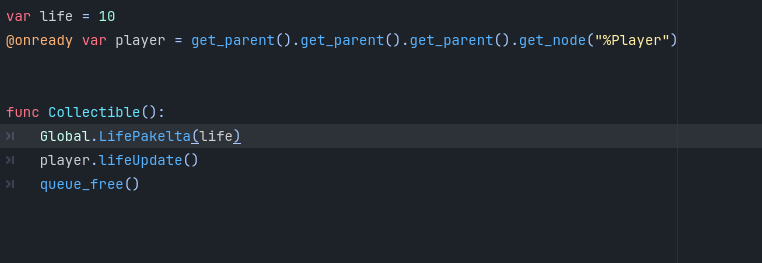 var life = 10
@onready var player = get_parent().get_parent().get_parent().get_node("%Player")
func Collectible():
Global.LifePakelta(life)
player.lifeUpdate()
queue_free()